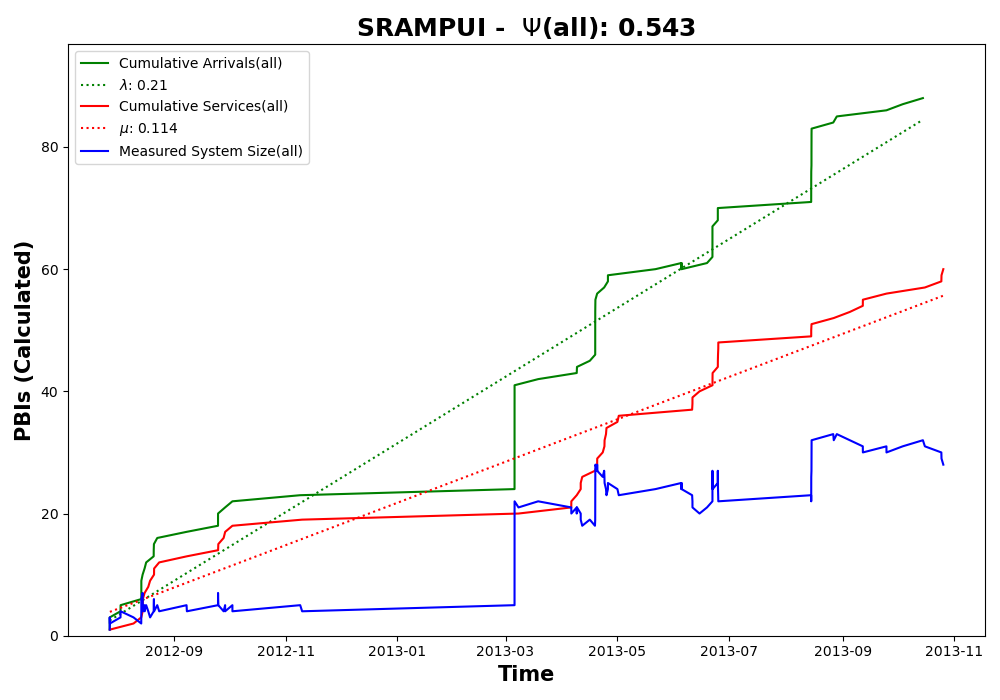 SRAMPUI - Ψ(all): 0.543
Cumulative Arrivals(all)
λ: 0.21
Cumulative Services(all)
μ: 0.114
Measured System Size(all)
PBIs (Calculated)
80
60
40
20
0
2012-09 2012-11 2013-01 2013-03 2013-05 2013-07 2013-09 2013-11
Time